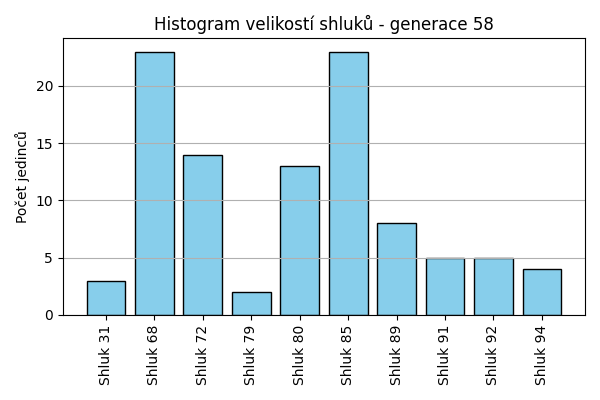 Histogram velikostí shluků - generace 58
Počet jedinců
20
15
10
5
0
Shluk 31
Shluk 68
Shluk 72
Shluk 79
Shluk 80
Shluk 85
Shluk 89
Shluk 91
Shluk 92
Shluk 94